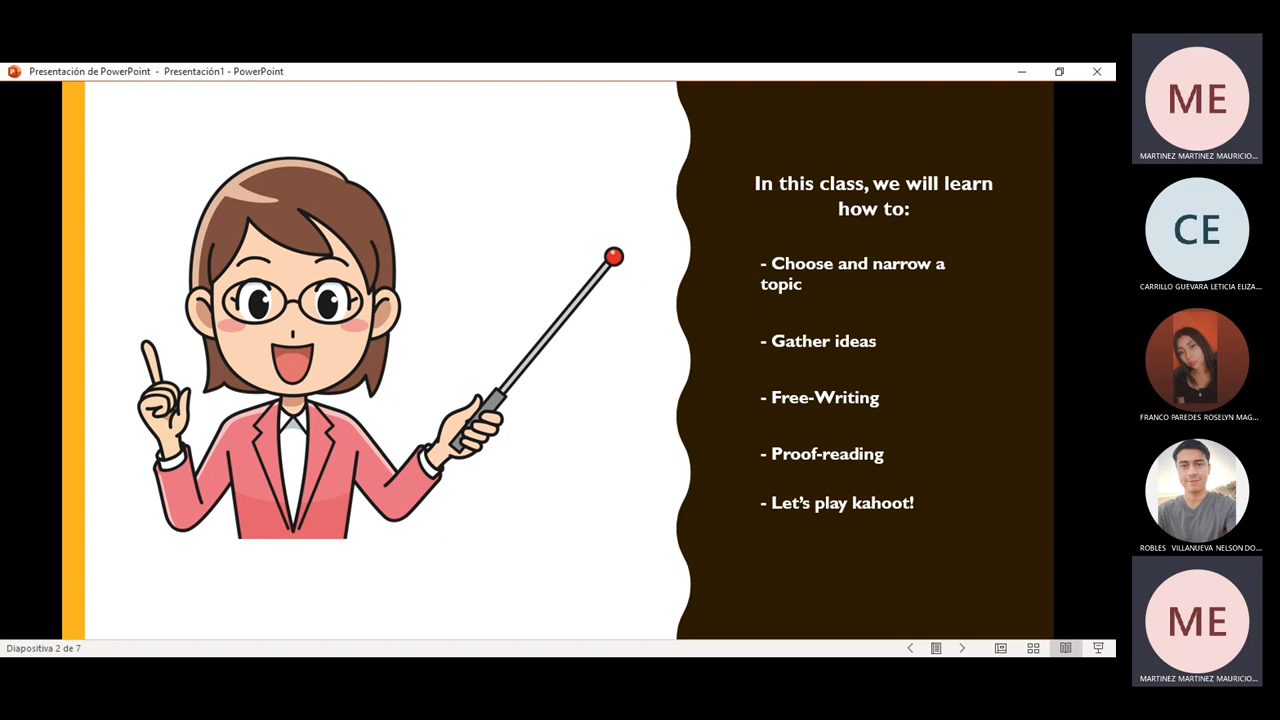 Presentación de PowerPoint - Presentación1 - PowerPoint
In this class, we will learn
how to:
- Choose and narrow a
topic
- Gather ideas
- Free-Writing
- Proof-reading
- Let's play kahoot!
Diapositiva 2 de 7
ME
MARTINEZ MARTINEZ MAURICIO...
CE
CARRILLO GUEVARA LETICIA ELIZA...
FRANCO PAREDES ROSELYN MAG...
ROBLES VILLANUEVA NELSON DO...
ME
MARTINEZ MARTINEZ MAURICIO...